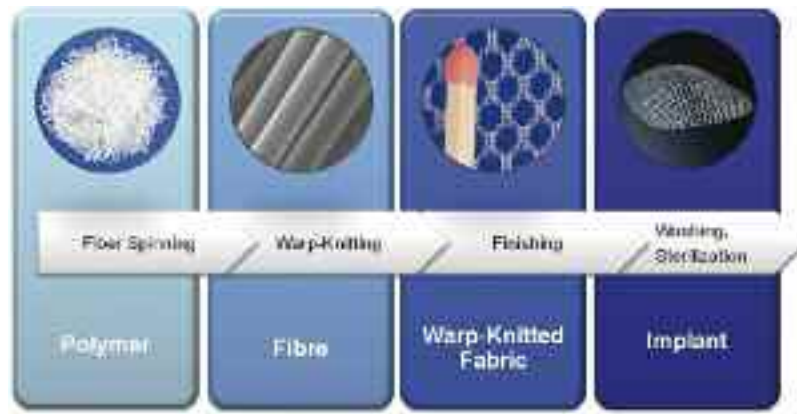 Fiber Spinning
Warp-Knitting
Finishing
Washing,
Sterilization
Polymer
Fibre
Warp-Knitted
Fabric
Implant